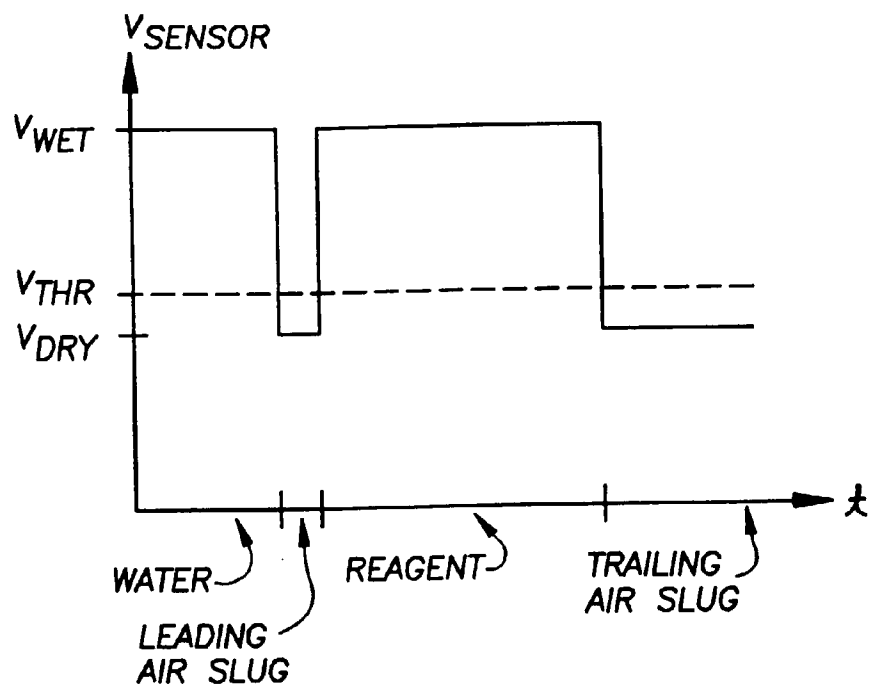 VSENSOR
VWET
VTHR
VDRY
t
WATER
LEADING
AIR SLUG
REAGENT
TRAILING
AIR SLUG